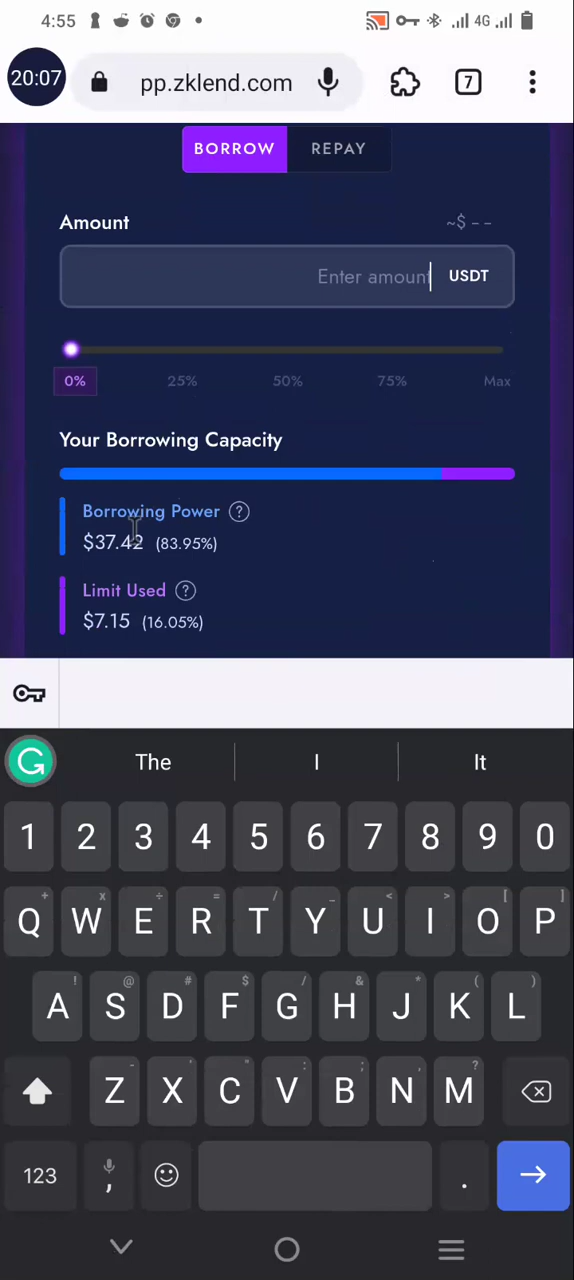 4:55 4G
20:07 pp.zklend.com 7
BORROW REPAY
Amount ~$ – –
Enter amount USDT
0% 25% 50% 75% Max
Your Borrowing Capacity
Borrowing Power ?
$37.42 (83.95%)
Limit Used ?
$7.15 (16.05%)
G The I It
1 2 3 4 5 6 7 8 9 0
+ x ÷ = / _ < > [ ]
Q W E R T Y U I O P
! @ # $ / & * ( )
A S D F G H J K L
- ' " : ; , ?
Z X C V B N M
123 , .